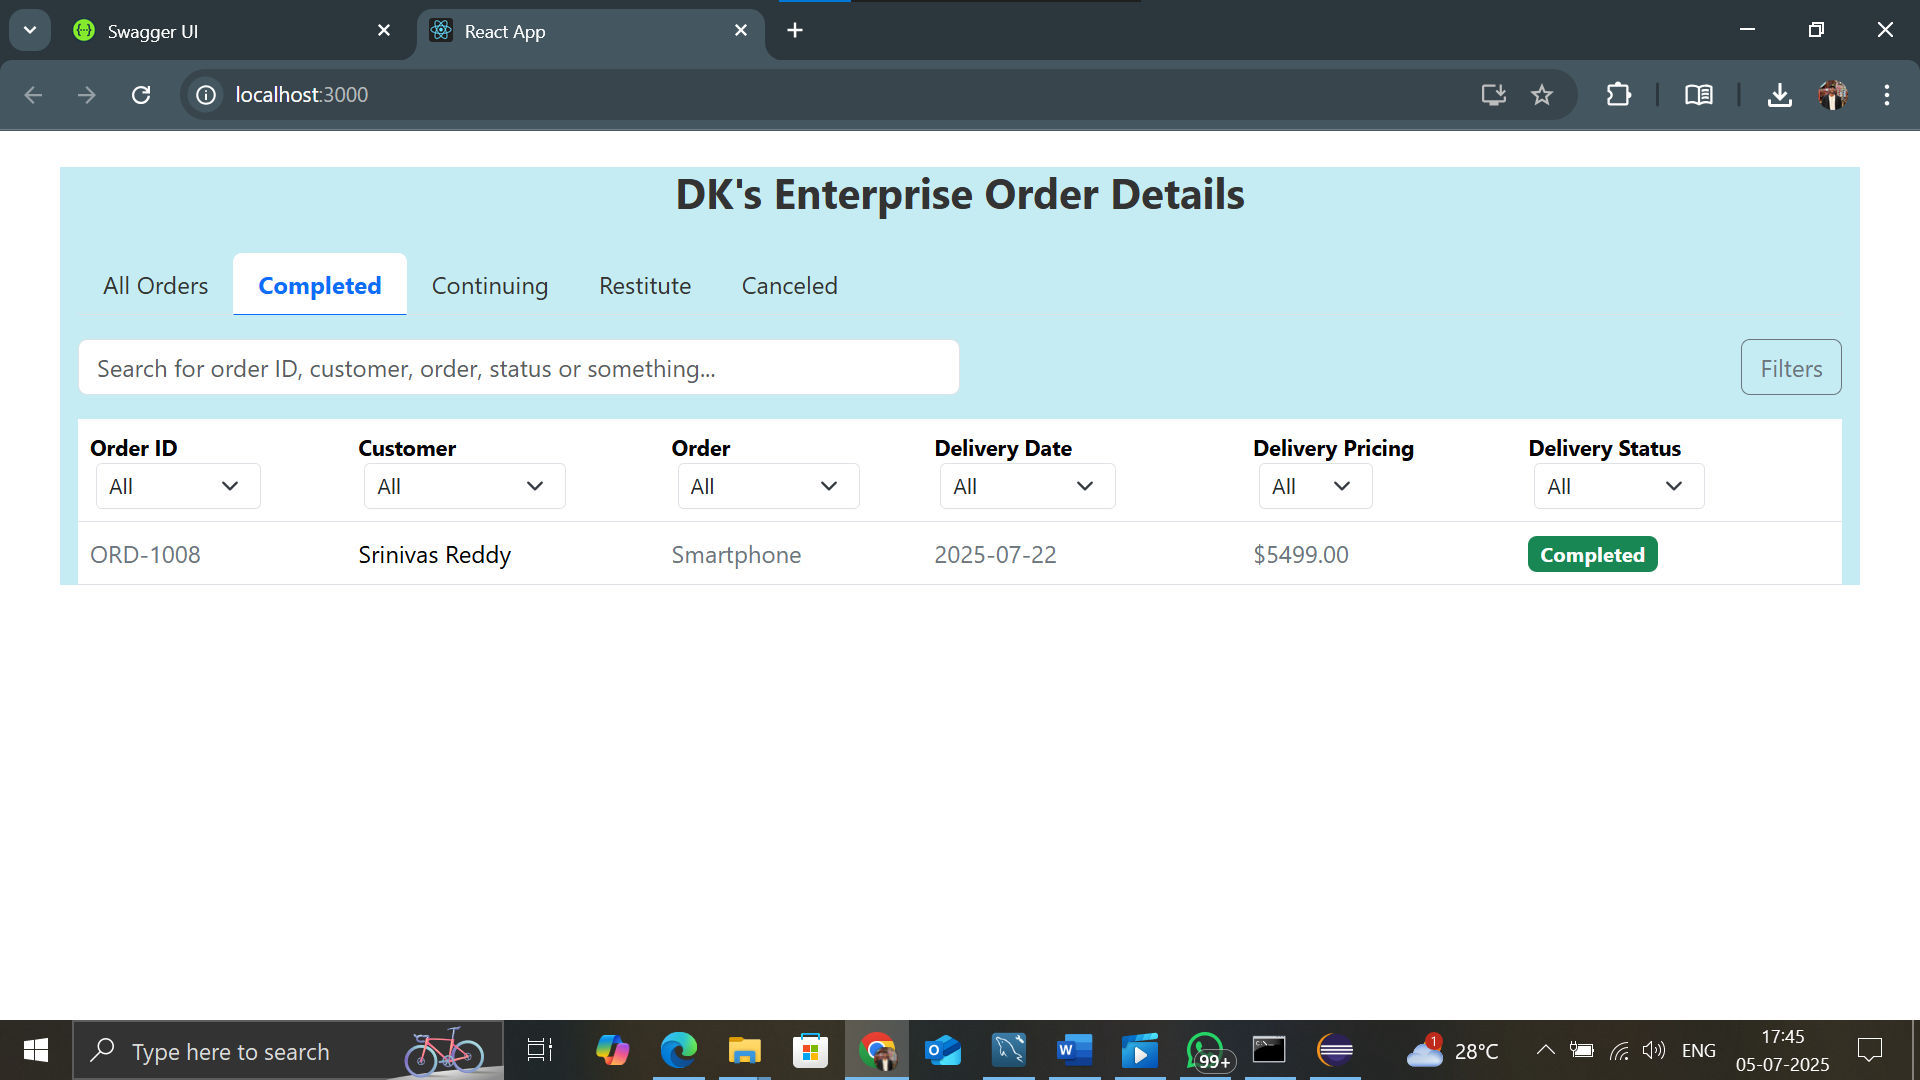 Swagger UI
React App
localhost:3000
DK's Enterprise Order Details
All Orders Completed Continuing Restitute Canceled
Search for order ID, customer, order, status or something...
Filters
Order ID Customer Order Delivery Date Delivery Pricing Delivery Status
All All All All All All
ORD-1008 Srinivas Reddy Smartphone 2025-07-22 $5499.00 Completed
Type here to search
99+
1
28°C
ENG
17:45
05-07-2025